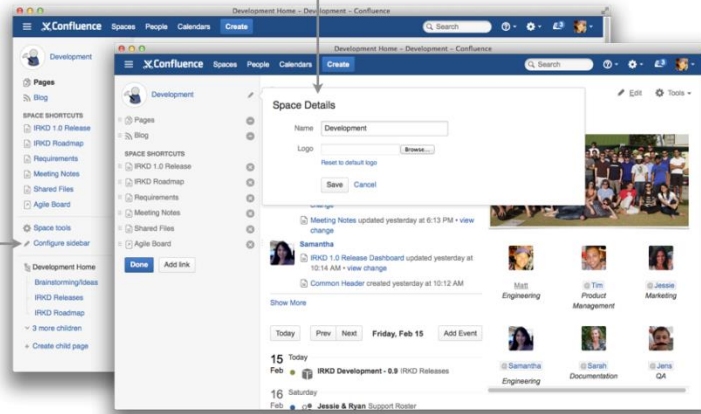 Development Home – Development – Confluence
Confluence Spaces People Calendars Create Search
Development
Pages
Blog
SPACE SHORTCUTS
IRKD 1.0 Release
IRKD Roadmap
Requirements
Meeting Notes
Shared Files
Agile Board
Space tools
Configure sidebar
Development Home
Brainstorming/Ideas
IRKD Releases
IRKD Roadmap
3 more children
Create child page
Development Home – Development – Confluence
Confluence Spaces People Calendars Create Search
Development
Pages
Blog
SPACE SHORTCUTS
IRKD 1.0 Release
IRKD Roadmap
Requirements
Meeting Notes
Shared Files
Agile Board
Done Add link
Edit Tools
Space Details
Name Development
Logo Browse...
Reset to default logo
Save Cancel
change
Meeting Notes updated yesterday at 6:13 PM • view
change
Samantha
IRKD 1.0 Release Dashboard updated yesterday at
10:14 AM • view change
Common Header created yesterday at 10:12 AM
Show More
Today Prev Next Friday, Feb 15 Add Event
15 Today
Feb IRKD Development - 0.9 IRKD Releases
16 Saturday
Feb Jessie & Ryan Support Roster
Matt
Engineering
@Tim
Product
Management
@Jessie
Marketing
@Samantha
Engineering
@Sarah
Documentation
@Jens
QA